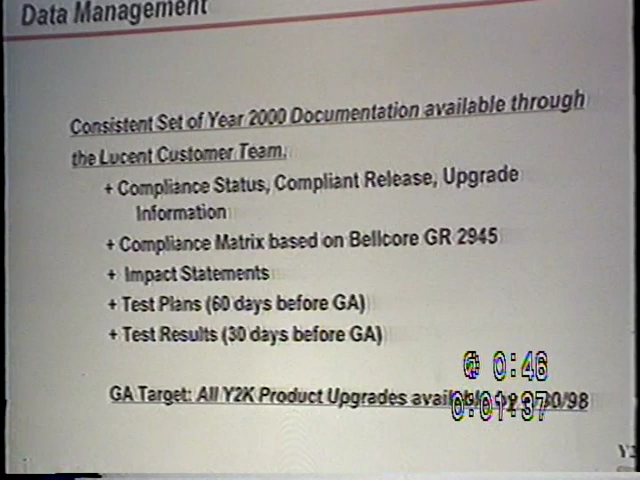 Data Management
Consistent Set of Year 2000 Documentation available through
the Lucent Customer Team.
+ Compliance Status, Compliant Release, Upgrade
Information
+ Compliance Matrix based on Bellcore GR 2945
+ Impact Statements
+ Test Plans (60 days before GA)
+ Test Results (30 days before GA)
@ 0:46
GA Target: All Y2K Product Upgrades available
0:01:37